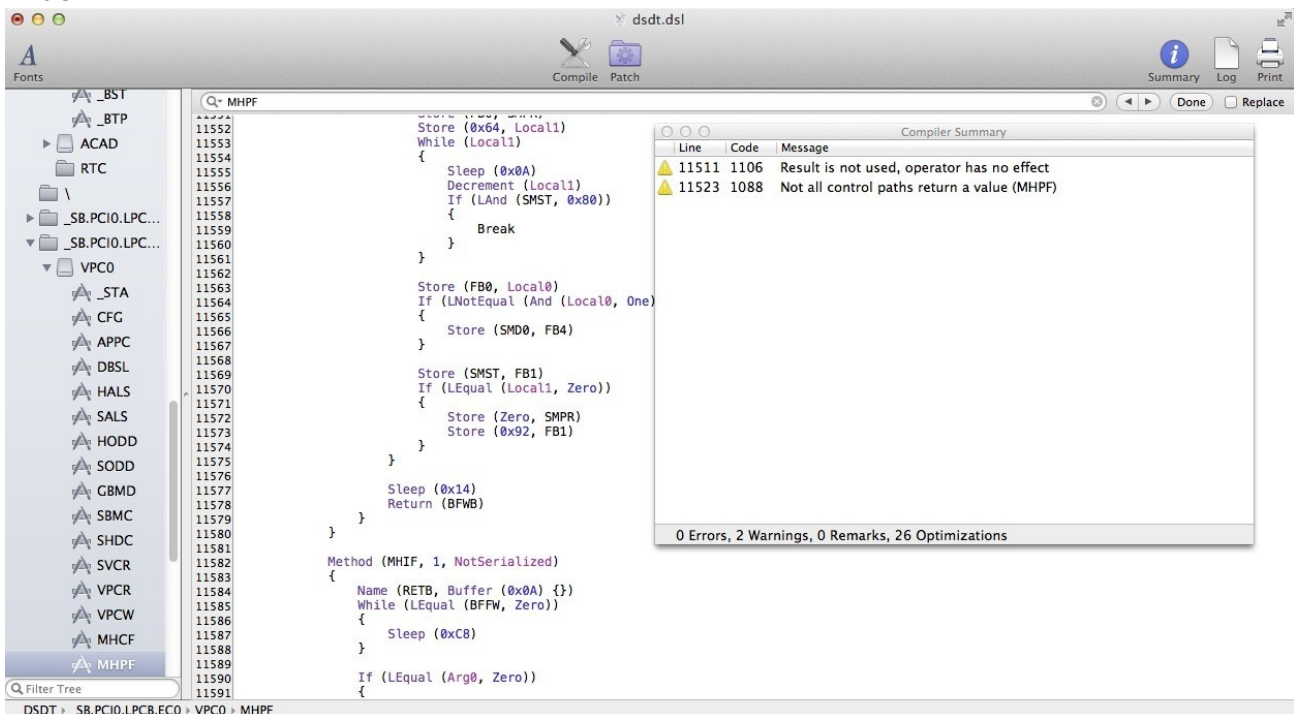 dsdt.dsl
Fonts
Compile Patch
Summary Log Print
_BST
_BTP
ACAD
RTC
\
_SB.PCI0.LPC...
_SB.PCI0.LPC...
VPC0
_STA
CFG
APPC
DBSL
HALS
SALS
HODD
SODD
GBMD
SBMC
SHDC
SVCR
VPCR
VPCW
MHCF
MHPF
Filter Tree
MHPF
Done Replace
11552 Store (0x64, Local1)
11553 While (Local1)
11554 {
11555 Sleep (0x0A)
11556 Decrement (Local1)
11557 If (LAnd (SMST, 0x80))
11558 {
11559 Break
11560 }
11561 }
11562
11563 Store (FB0, Local0)
11564 If (LNotEqual (And (Local0, One)
11565 {
11566 Store (SMD0, FB4)
11567 }
11568
11569 Store (SMST, FB1)
11570 If (LEqual (Local1, Zero))
11571 {
11572 Store (Zero, SMPR)
11573 Store (0x92, FB1)
11574 }
11575 }
11576
11577 Sleep (0x14)
11578 Return (BFWB)
11579 }
11580 }
11581
11582 Method (MHIF, 1, NotSerialized)
11583 {
11584 Name (RETB, Buffer (0x0A) {})
11585 While (LEqual (BFFW, Zero))
11586 {
11587 Sleep (0xC8)
11588 }
11589
11590 If (LEqual (Arg0, Zero))
11591 {
Compiler Summary
Line Code Message
11511 1106 Result is not used, operator has no effect
11523 1088 Not all control paths return a value (MHPF)
0 Errors, 2 Warnings, 0 Remarks, 26 Optimizations
DSDT _SB.PCI0.LPCB.EC0 VPC0 MHPF